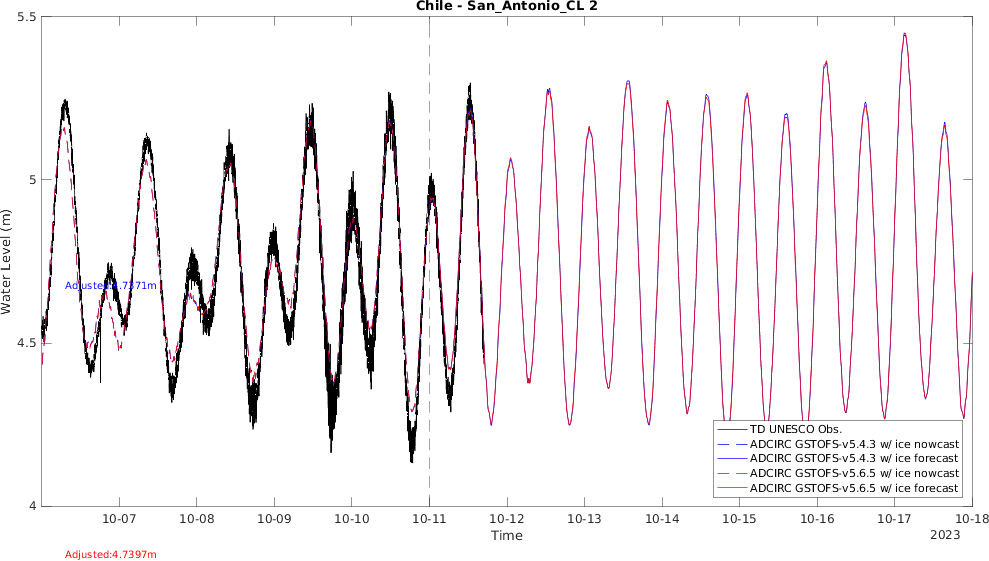 Chile - San_Antonio_CL 2
5.5
5
4.5
4
Water Level (m)
Adjusted:4.7371m
TD UNESCO Obs.
ADCIRC GSTOFS-v5.4.3 w/ ice nowcast
ADCIRC GSTOFS-v5.4.3 w/ ice forecast
ADCIRC GSTOFS-v5.6.5 w/ ice nowcast
ADCIRC GSTOFS-v5.6.5 w/ ice forecast
10-07 10-08 10-09 10-10 10-11 10-12 10-13 10-14 10-15 10-16 10-17 10-18
Time
2023
Adjusted:4.7397m